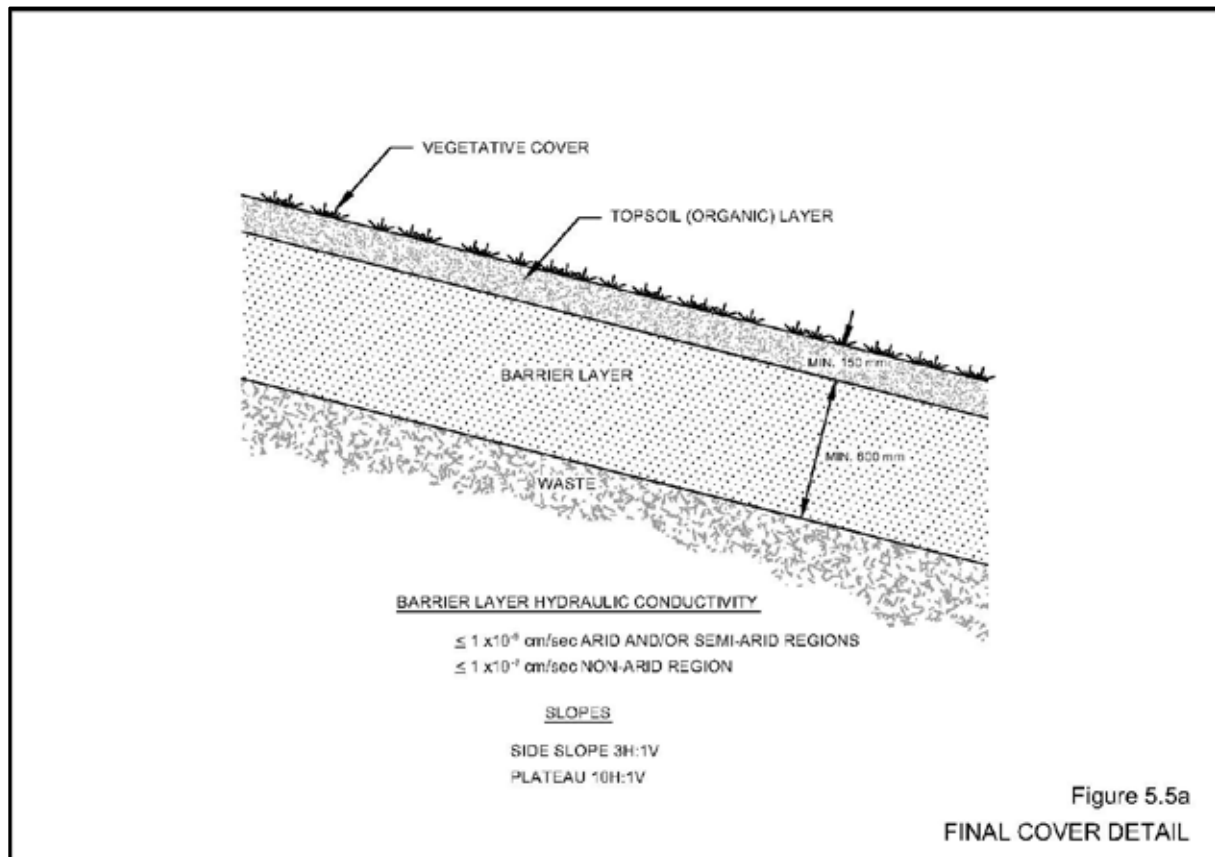 VEGETATIVE COVER
TOPSOIL (ORGANIC) LAYER
MIN. 150 mm
BARRIER LAYER
MIN. 600 mm
WASTE
BARRIER LAYER HYDRAULIC CONDUCTIVITY
≤ 1 x10 cm/sec ARID AND/OR SEMI-ARID REGIONS
≤ 1 x10⁻⁷ cm/sec NON-ARID REGION
SLOPES
SIDE SLOPE 3H:1V
PLATEAU 10H:1V
Figure 5.5a
FINAL COVER DETAIL